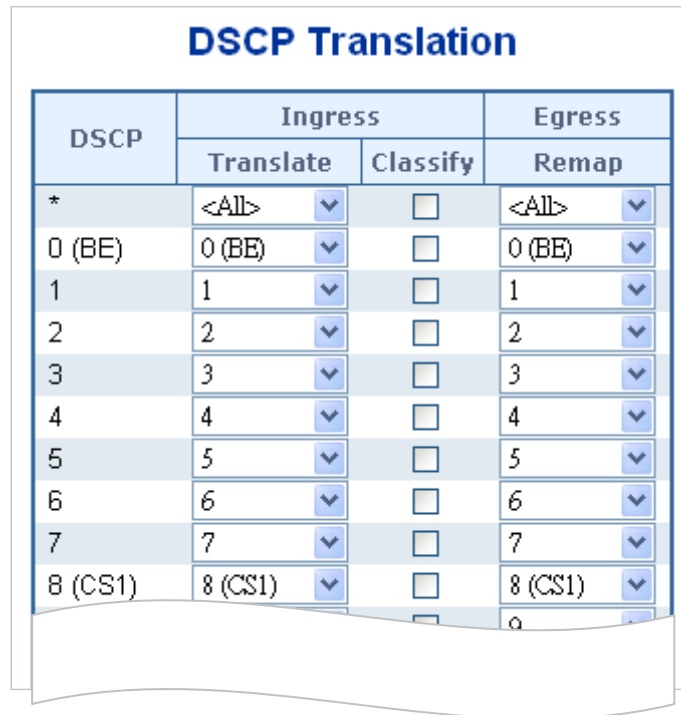 DSCP Translation
DSCP Ingress Egress
Translate Classify Remap
* <All> <All>
0 (BE) 0 (BE) 0 (BE)
1 1 1
2 2 2
3 3 3
4 4 4
5 5 5
6 6 6
7 7 7
8 (CS1) 8 (CS1) 8 (CS1)
9